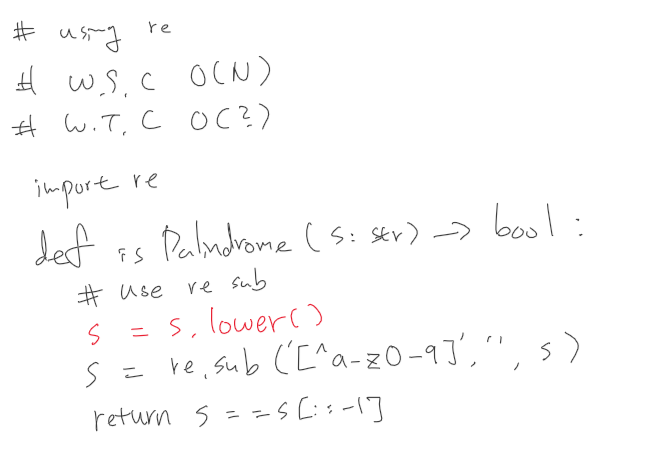 # using re
# W.S.C O(N)
# W.T.C O(?)
import re
def isPalindrome(s: str) -> bool:
# use re sub
s = s.lower()
s = re.sub('[^a-z0-9]', '', s)
return s == s[::-1]